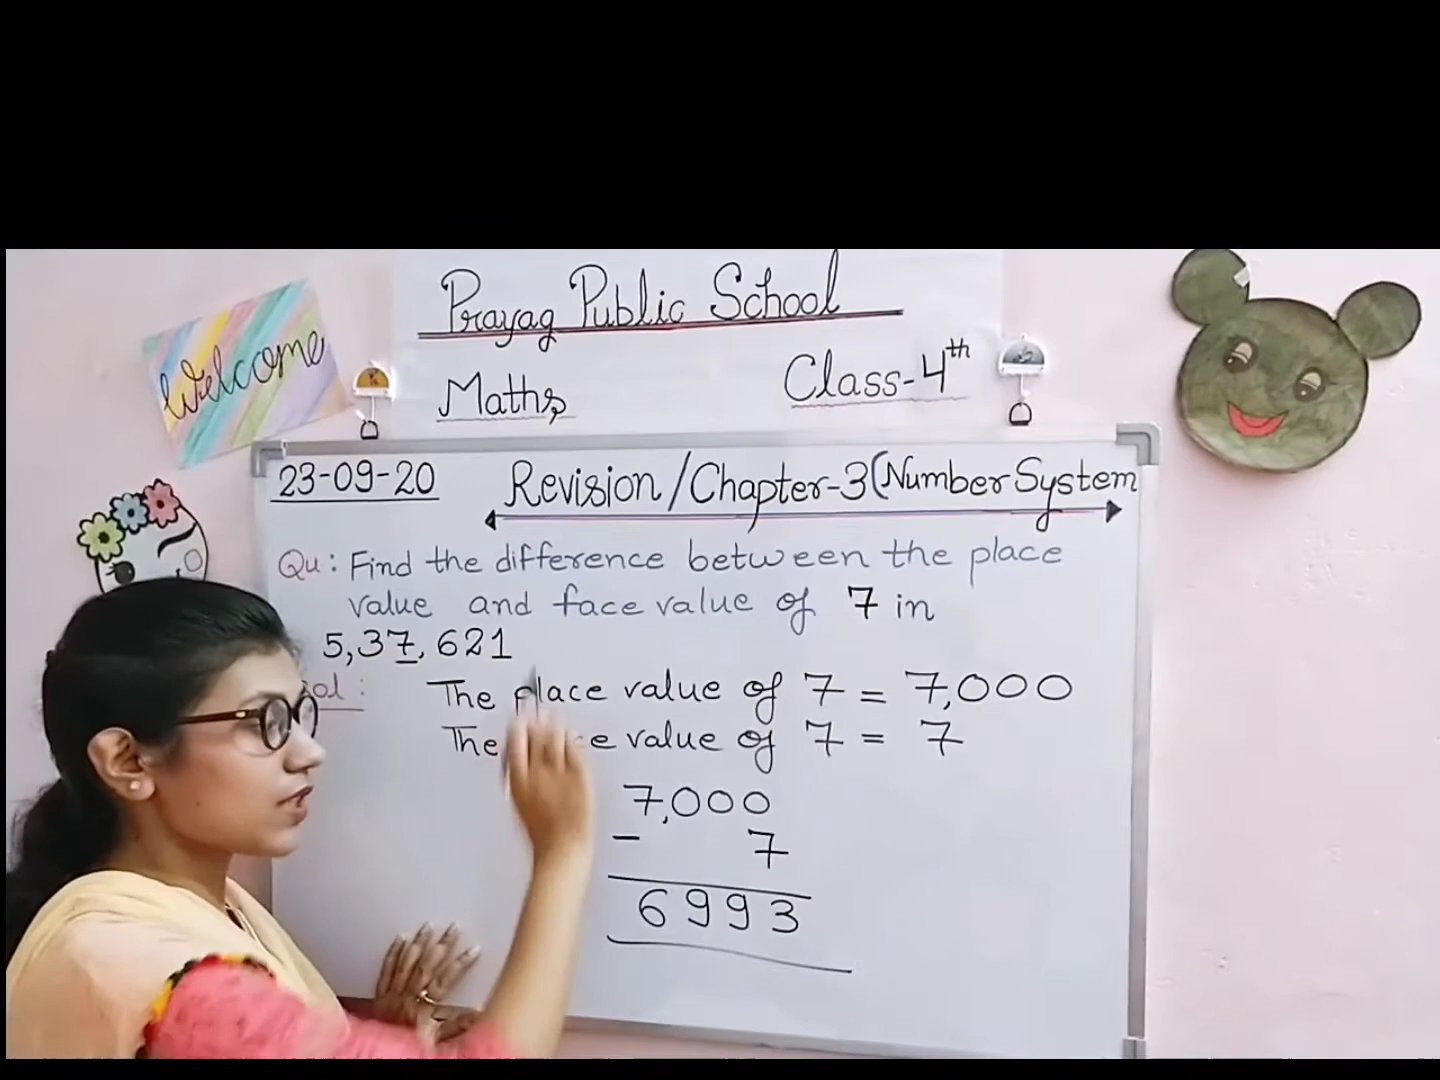 Prayag Public School
Welcome
Maths
Class-4th
23-09-20 Revision/Chapter-3(Number System
Qu: Find the difference between the place
value and face value of 7 in
5,37,621
Sol: The place value of 7 = 7,000
The value of 7 = 7
7,000
- 7
6993